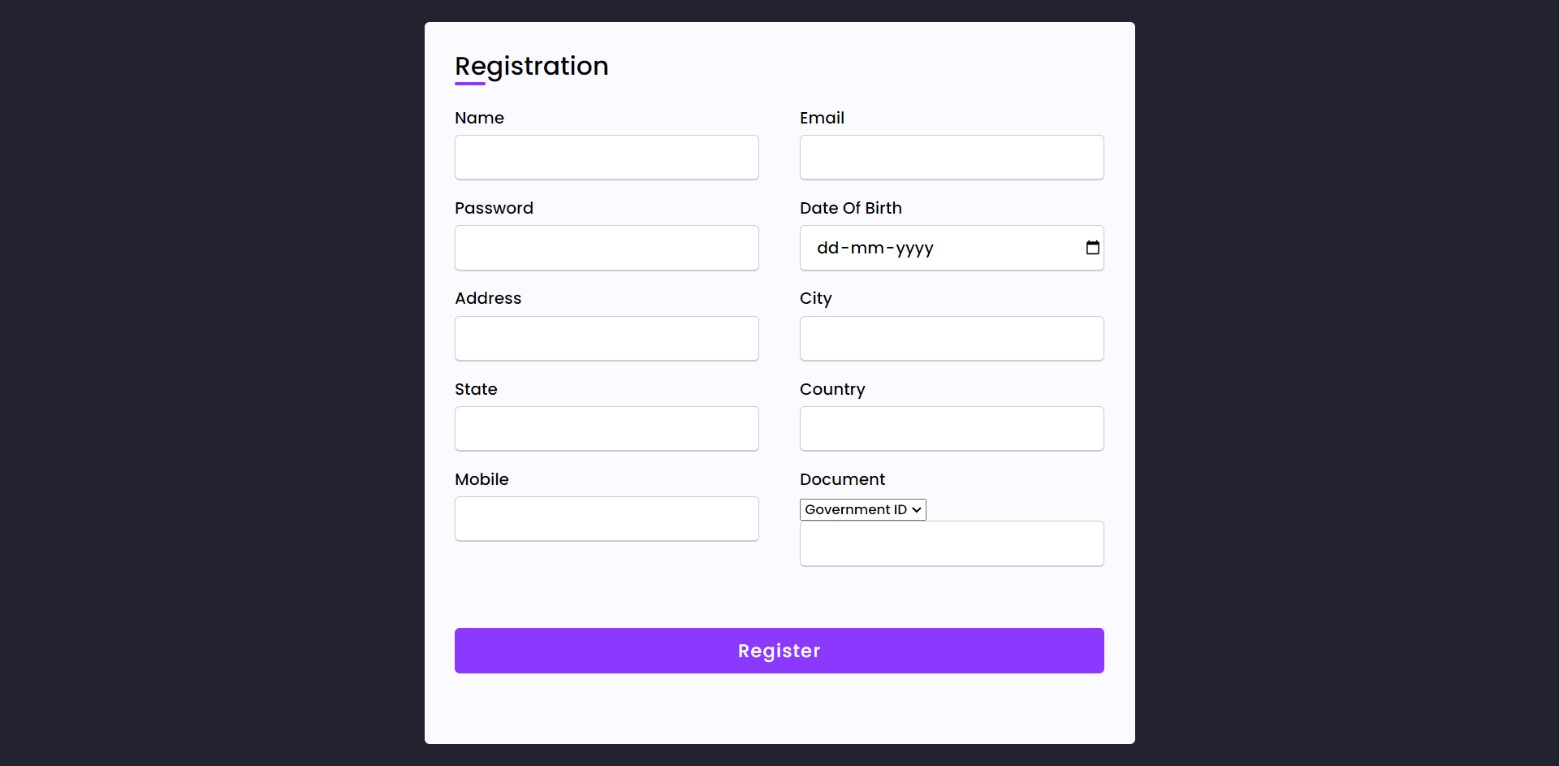 Registration
Name
Email
Password
Date Of Birth
dd-mm-yyyy
Address
City
State
Country
Mobile
Document
Government ID
Register